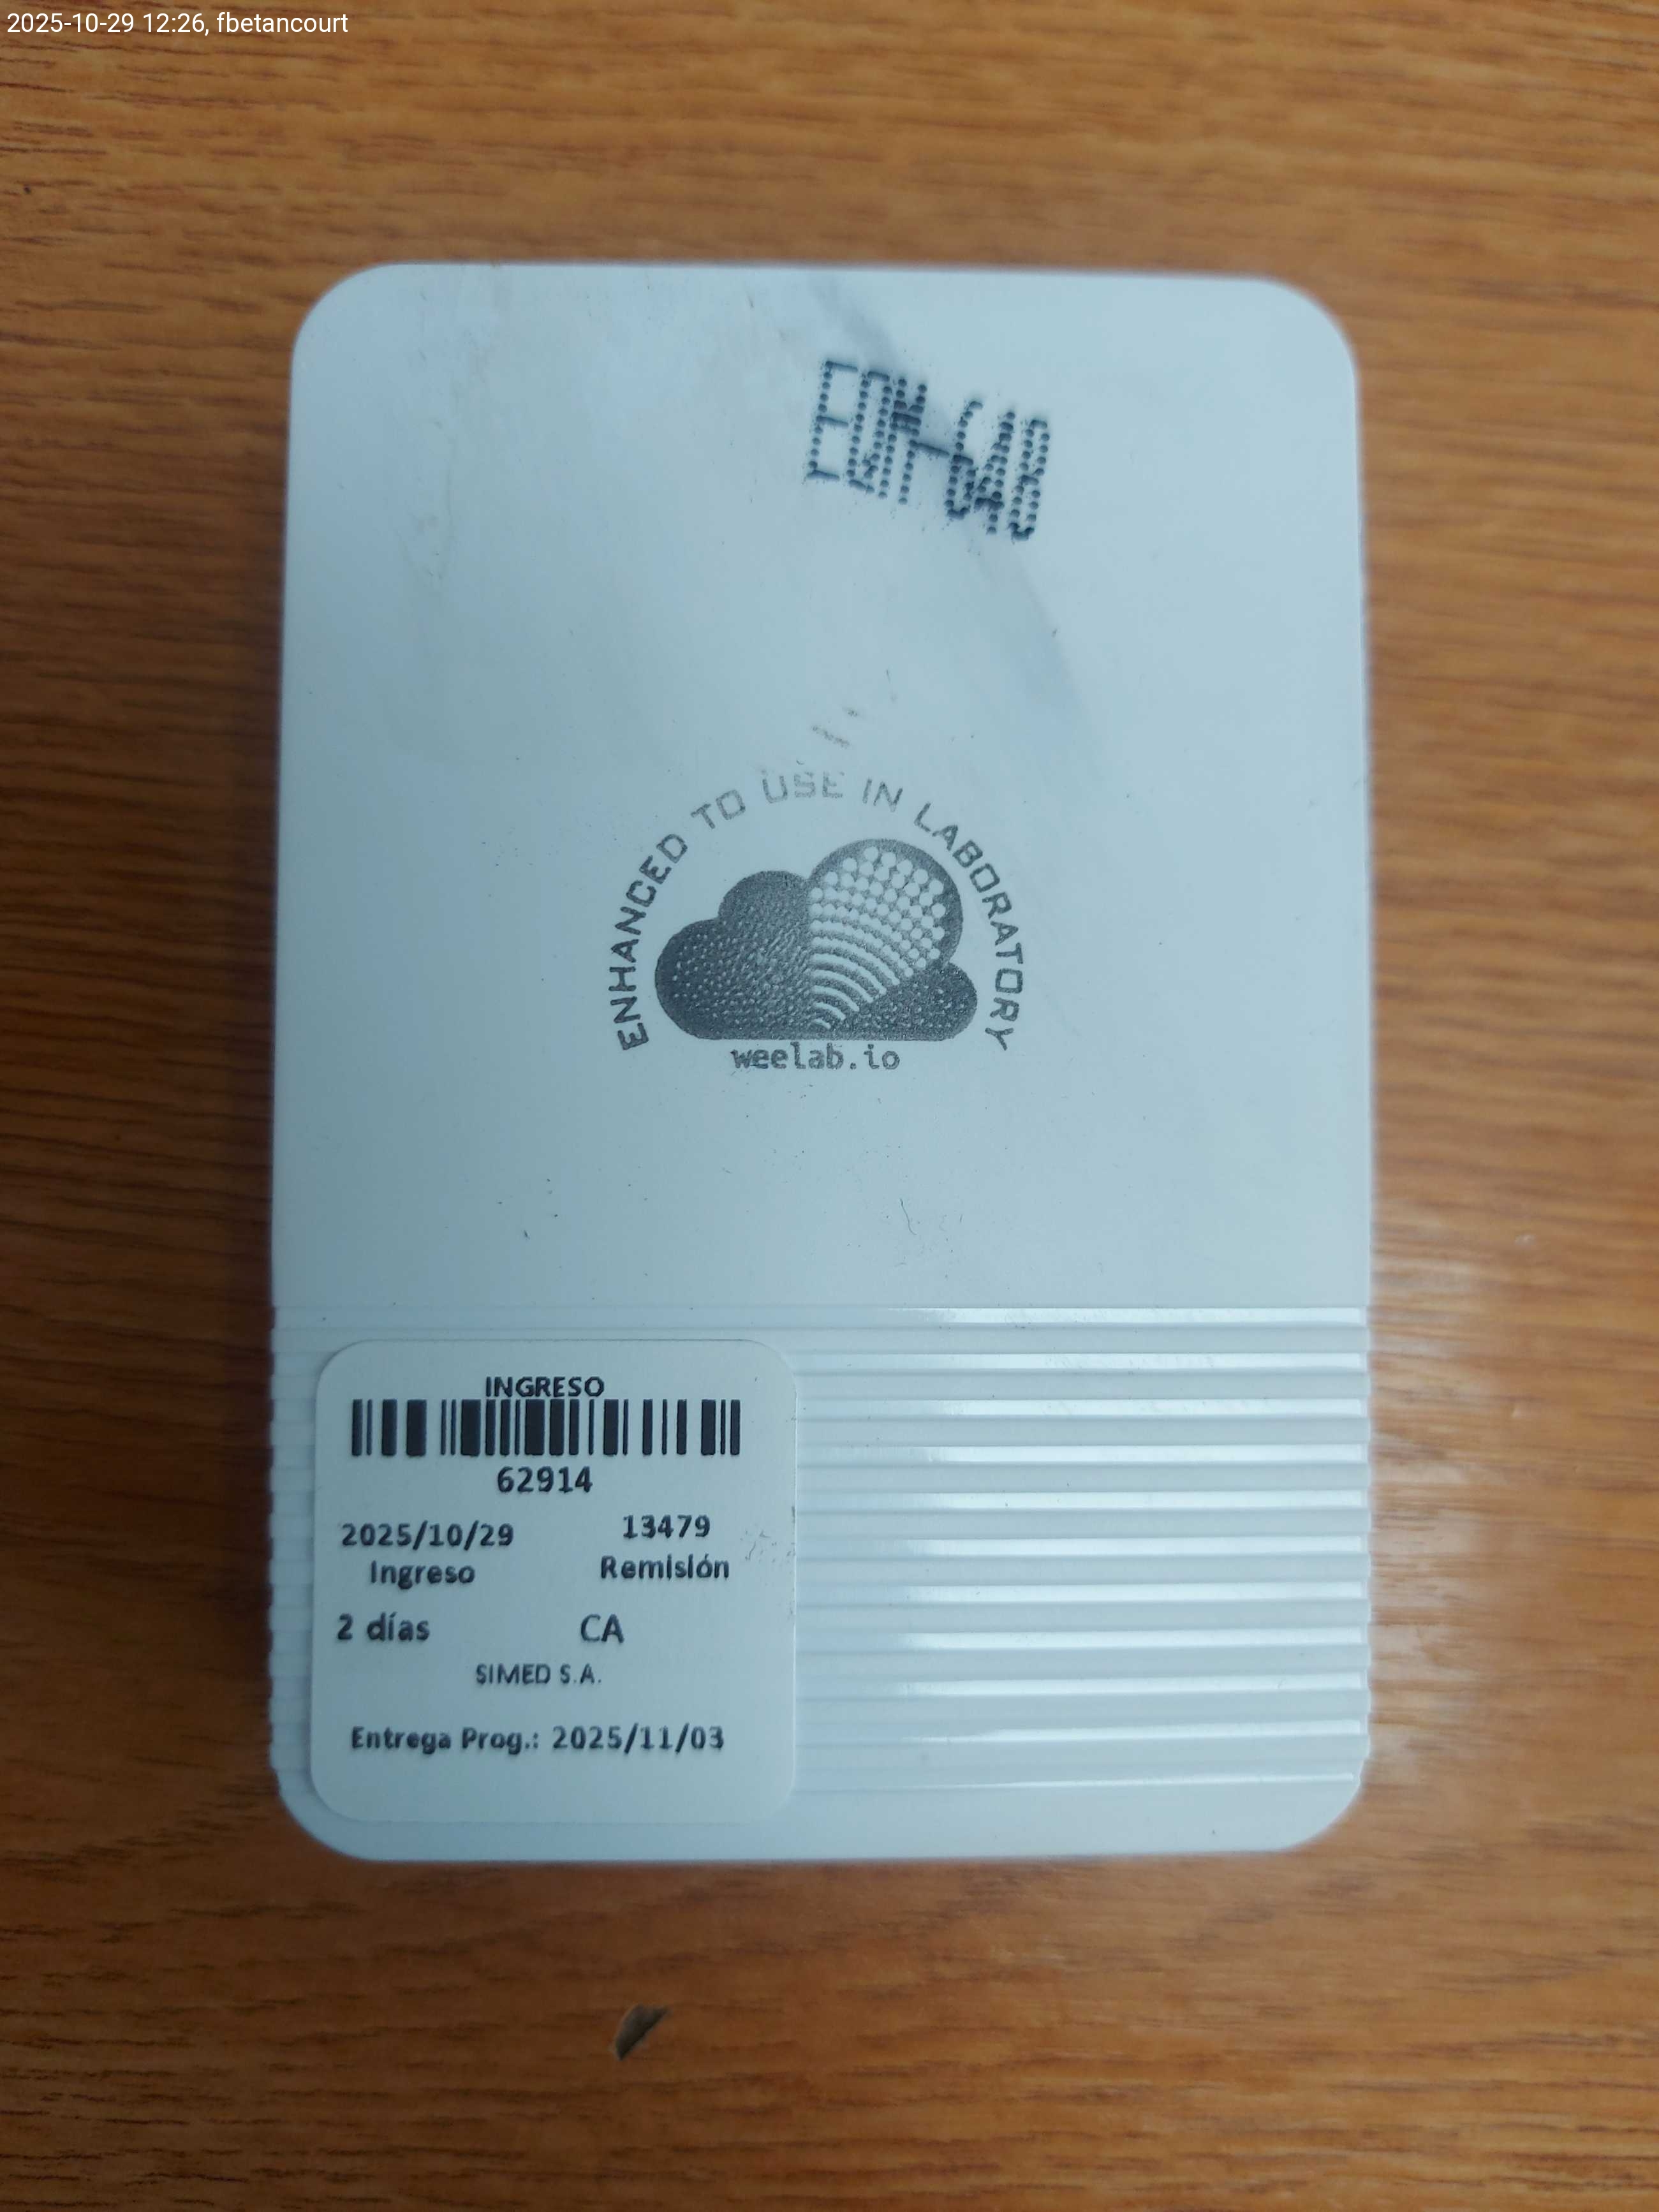 2025-10-29 12:26, fbetancourt
EQM-648
ENHANCED TO USE IN LABORATORY
weelab.io
INGRESO
62914
2025/10/29 13479
Ingreso Remisión
2 días CA
SIMED S.A.
Entrega Prog.: 2025/11/03